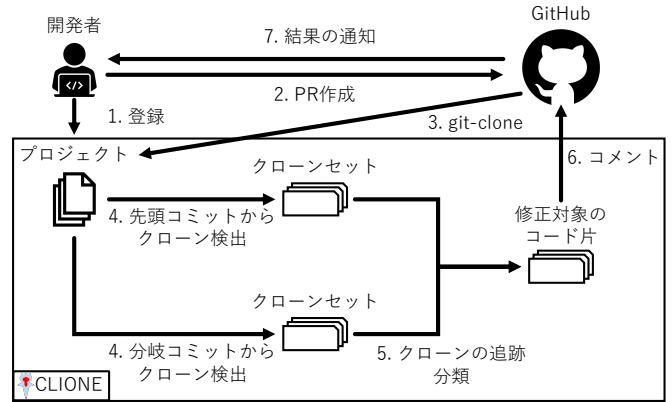 開発者
GitHub
7. 結果の通知
</>
2. PR作成
1. 登録
3. git-clone
プロジェクト
6. コメント
クローンセット
4. 先頭コミットから
クローン検出
修正対象の
コード片
クローンセット
4. 分岐コミットから
クローン検出
5. クローンの追跡
分類
CLIONE